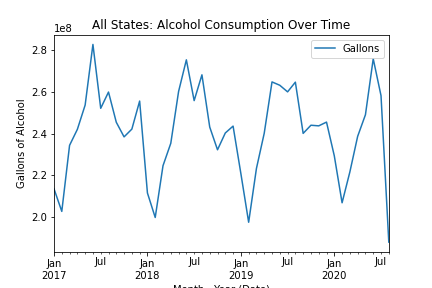 All States: Alcohol Consumption Over Time
1e8
Gallons
2.8
2.6
2.4
2.2
2.0
Gallons of Alcohol
Jan Jul Jan Jul Jan Jul Jan Jul
2017 2018 2019 2020
Month - Year (Date)